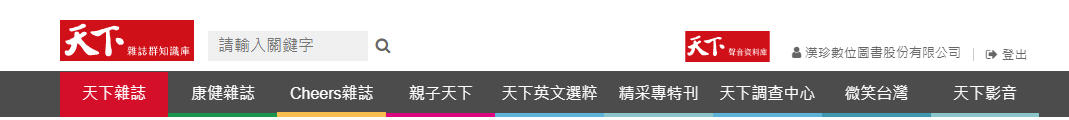 天下 雜誌群知識庫
請輸入關鍵字
天下 聲音資料庫
漢珍數位圖書股份有限公司 | 登出
天下雜誌 康健雜誌 Cheers雜誌 親子天下 天下英文選粹 精采專特刊 天下調查中心 微笑台灣 天下影音